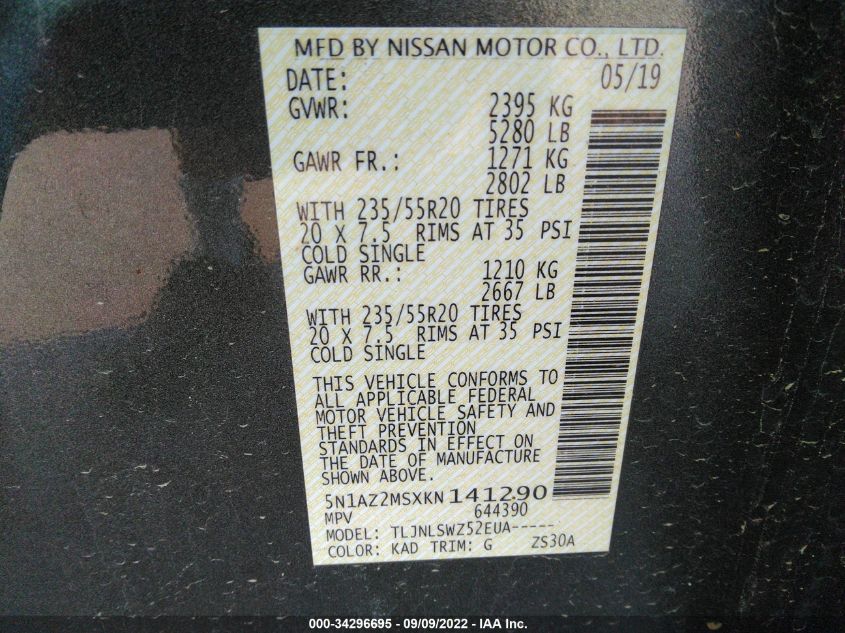 MFD BY NISSAN MOTOR CO., LTD.
DATE: 05/19
GVWR: 2395 KG
5280 LB
GAWR FR.: 1271 KG
2802 LB
WITH 235/55R20 TIRES
20 X 7.5 RIMS AT 35 PSI
COLD SINGLE
GAWR RR.: 1210 KG
2667 LB
WITH 235/55R20 TIRES
20 X 7.5 RIMS AT 35 PSI
COLD SINGLE
THIS VEHICLE CONFORMS TO
ALL APPLICABLE FEDERAL
MOTOR VEHICLE SAFETY AND
THEFT PREVENTION
STANDARDS IN EFFECT ON
THE DATE OF MANUFACTURE
SHOWN ABOVE.
5N1AZ2MSXKN141290
MPV 644390
MODEL: TLJNLSWZ52EUA-----
COLOR: KAD TRIM: G ZS30A
000-34296695 - 09/09/2022 - IAA Inc.